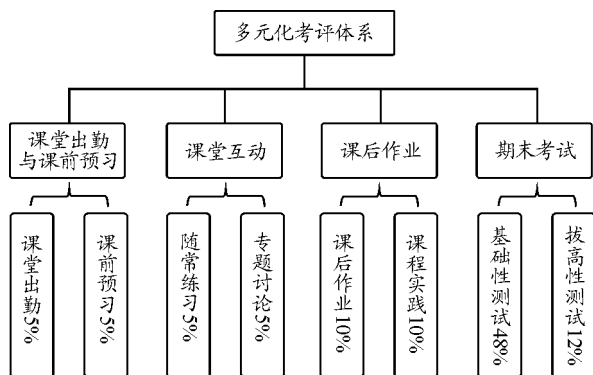 多元化考评体系
课堂出勤
与课前预习
课堂互动
课后作业
期末考试
课堂出勤5%
课前预习5%
随常练习5%
专题讨论5%
课后作业10%
课程实践10%
基础性测试48%
拔高性测试12%